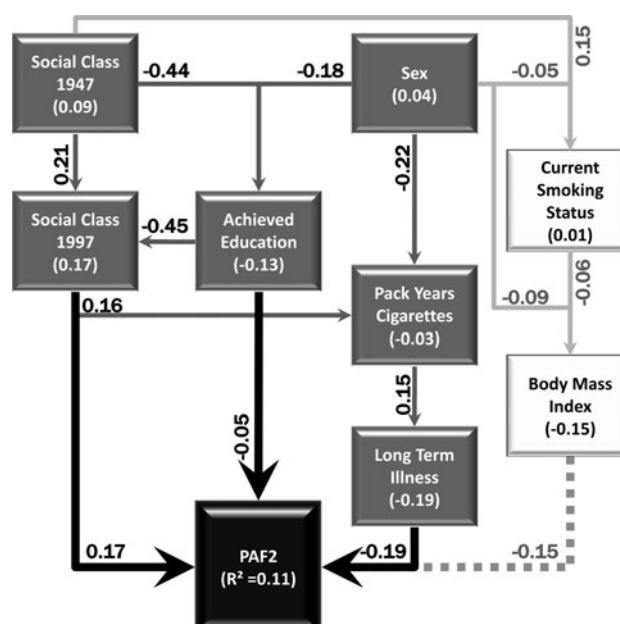 0.15
Social Class
1947
(0.09)
-0.44
-0.18
Sex
(0.04)
-0.05
0.21
-0.22
Current
Smoking
Status
(0.01)
Social Class
1997
(0.17)
-0.45
Achieved
Education
(-0.13)
-0.06
-0.09
0.16
Pack Years
Cigarettes
(-0.03)
0.15
Body Mass
Index
(-0.15)
-0.05
Long Term
Illness
(-0.19)
0.17
PAF2
(R² =0.11)
-0.19
-0.15